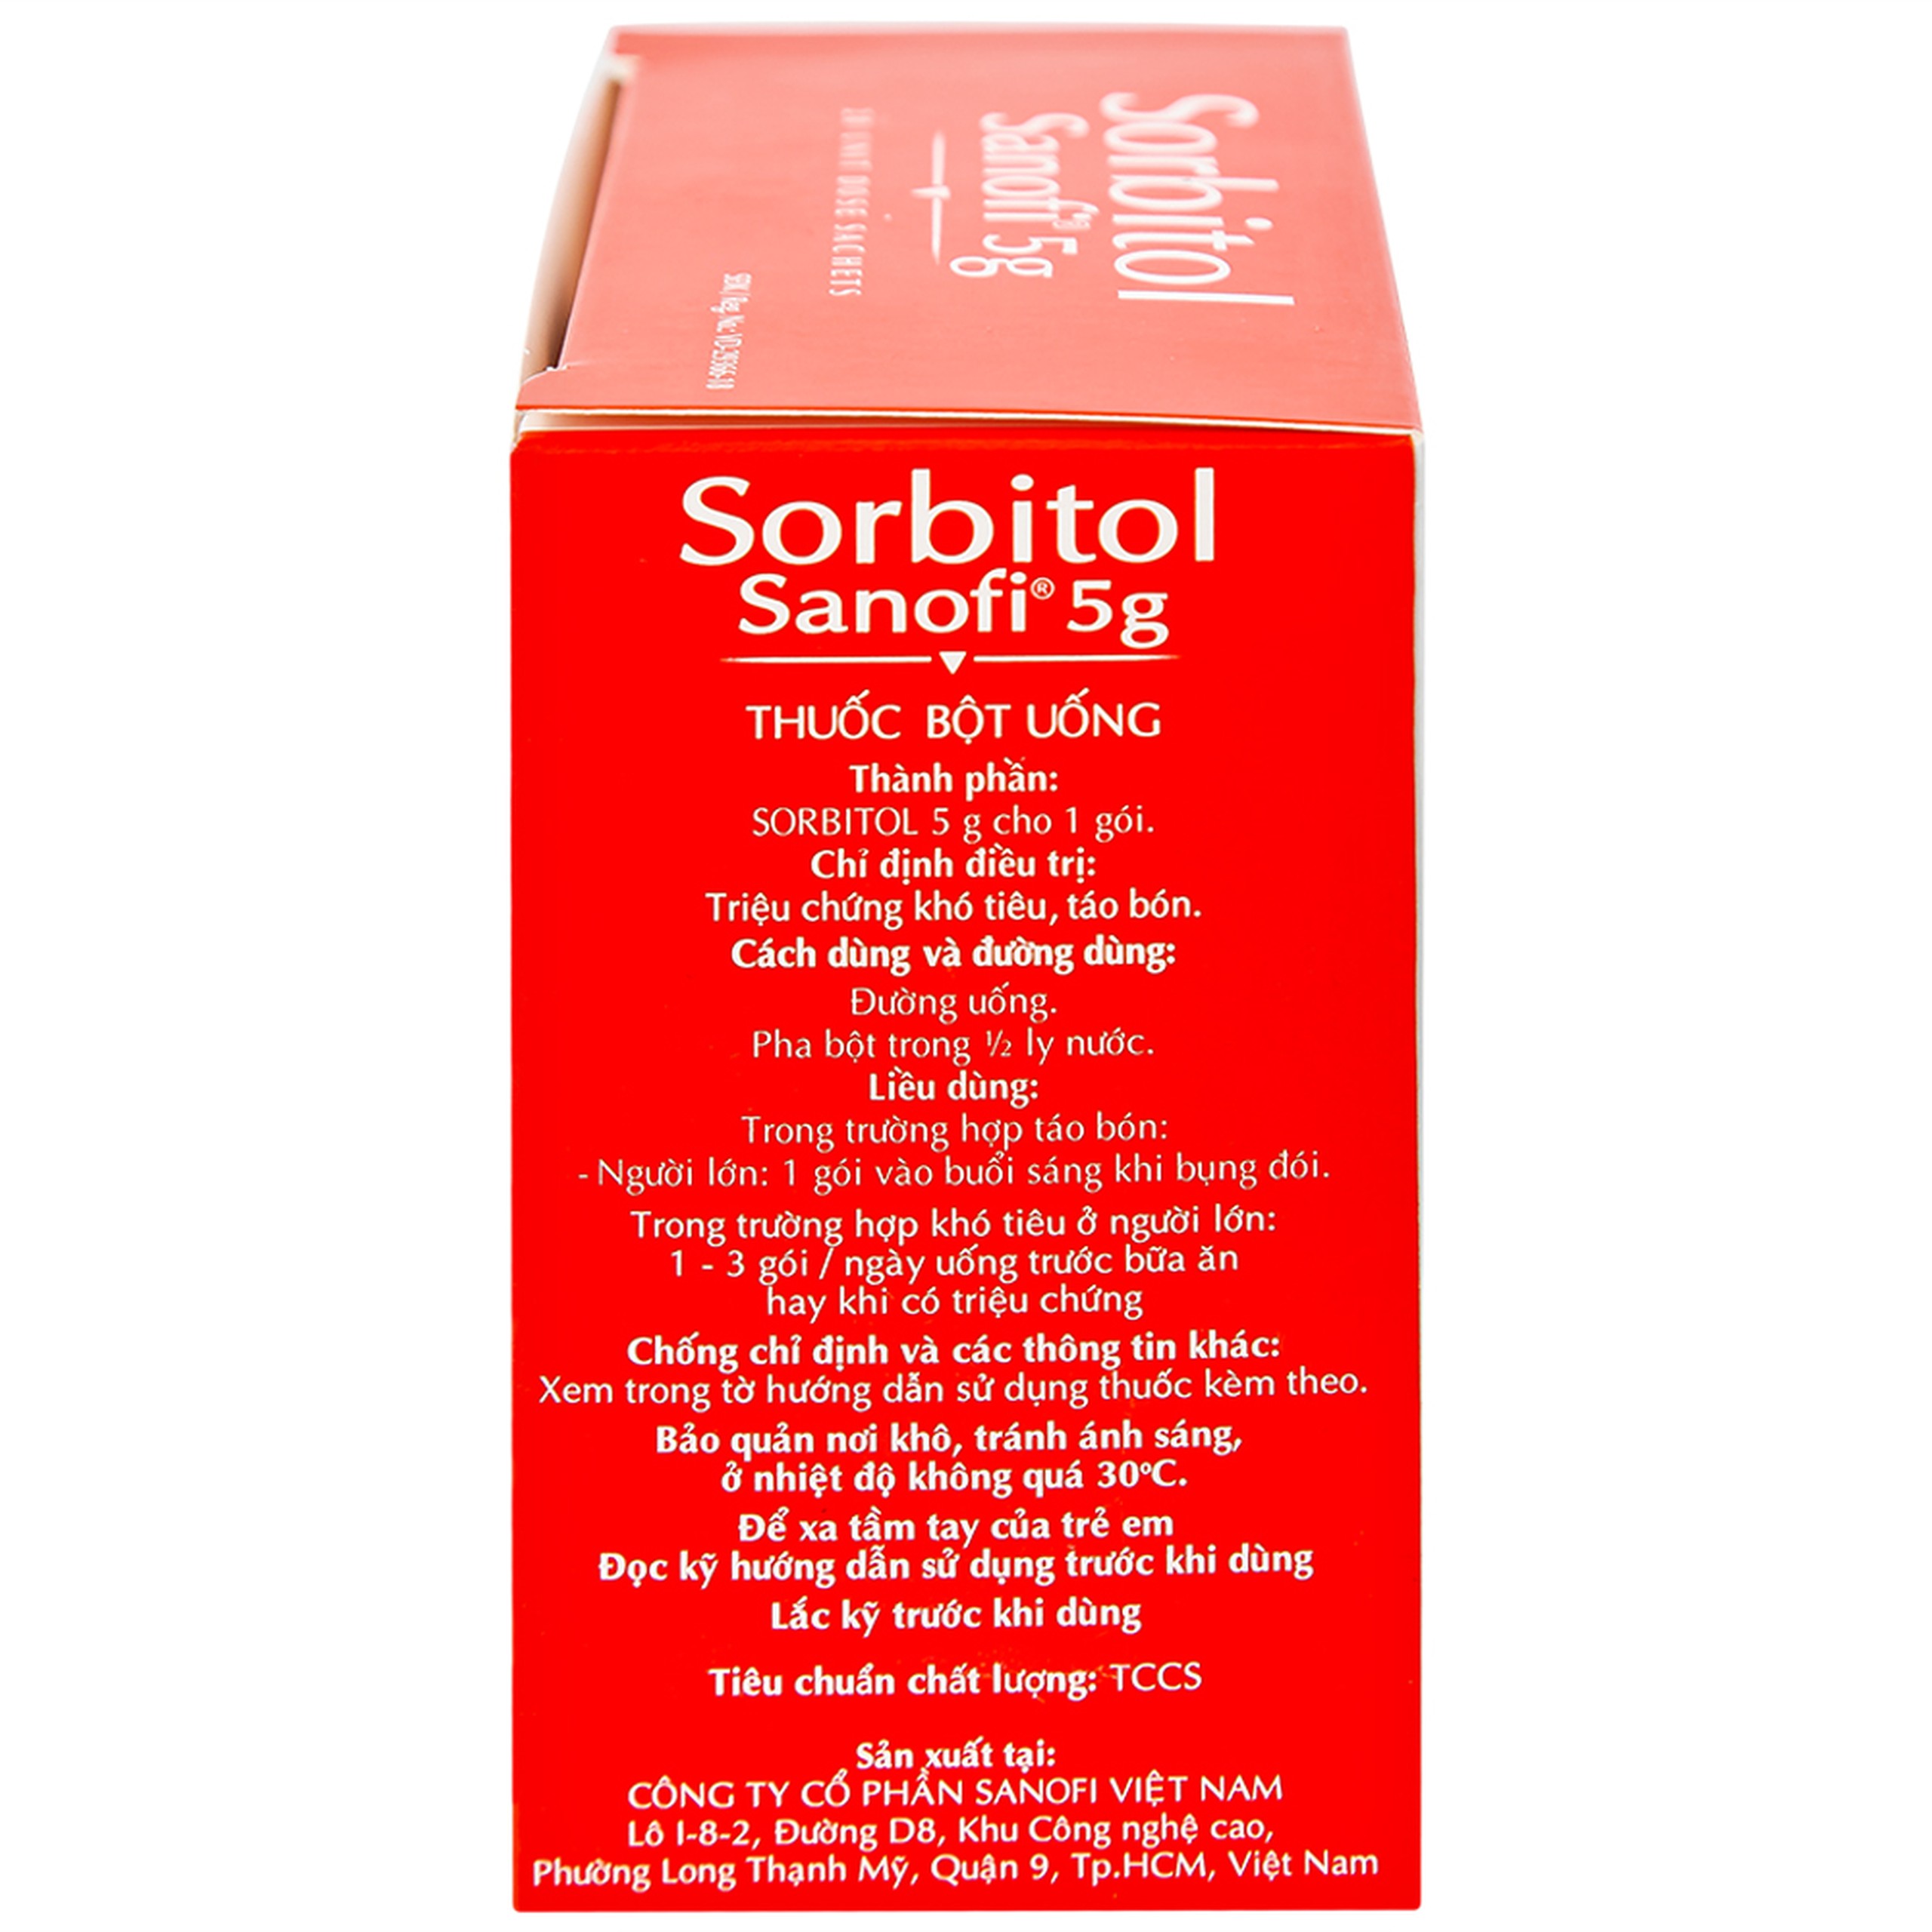 Sorbitol
Sanofi® 5g
UNIT DOSE SACHETS
SĐK / Reg. No.:
Sorbitol
Sanofi® 5g
THUỐC BỘT UỐNG
Thành phần:
SORBITOL 5 g cho 1 gói.
Chỉ định điều trị:
Triệu chứng khó tiêu, táo bón.
Cách dùng và đường dùng:
Đường uống.
Pha bột trong ½ ly nước.
Liều dùng:
Trong trường hợp táo bón:
- Người lớn: 1 gói vào buổi sáng khi bụng đói.
Trong trường hợp khó tiêu ở người lớn:
1 - 3 gói / ngày uống trước bữa ăn
hay khi có triệu chứng
Chống chỉ định và các thông tin khác:
Xem trong tờ hướng dẫn sử dụng thuốc kèm theo.
Bảo quản nơi khô, tránh ánh sáng,
ở nhiệt độ không quá 30ºC.
Để xa tầm tay của trẻ em
Đọc kỹ hướng dẫn sử dụng trước khi dùng
Lắc kỹ trước khi dùng
Tiêu chuẩn chất lượng: TCCS
Sản xuất tại:
CÔNG TY CỔ PHẦN SANOFI VIỆT NAM
Lô I-8-2, Đường D8, Khu Công nghệ cao,
Phường Long Thạnh Mỹ, Quận 9, Tp.HCM, Việt Nam